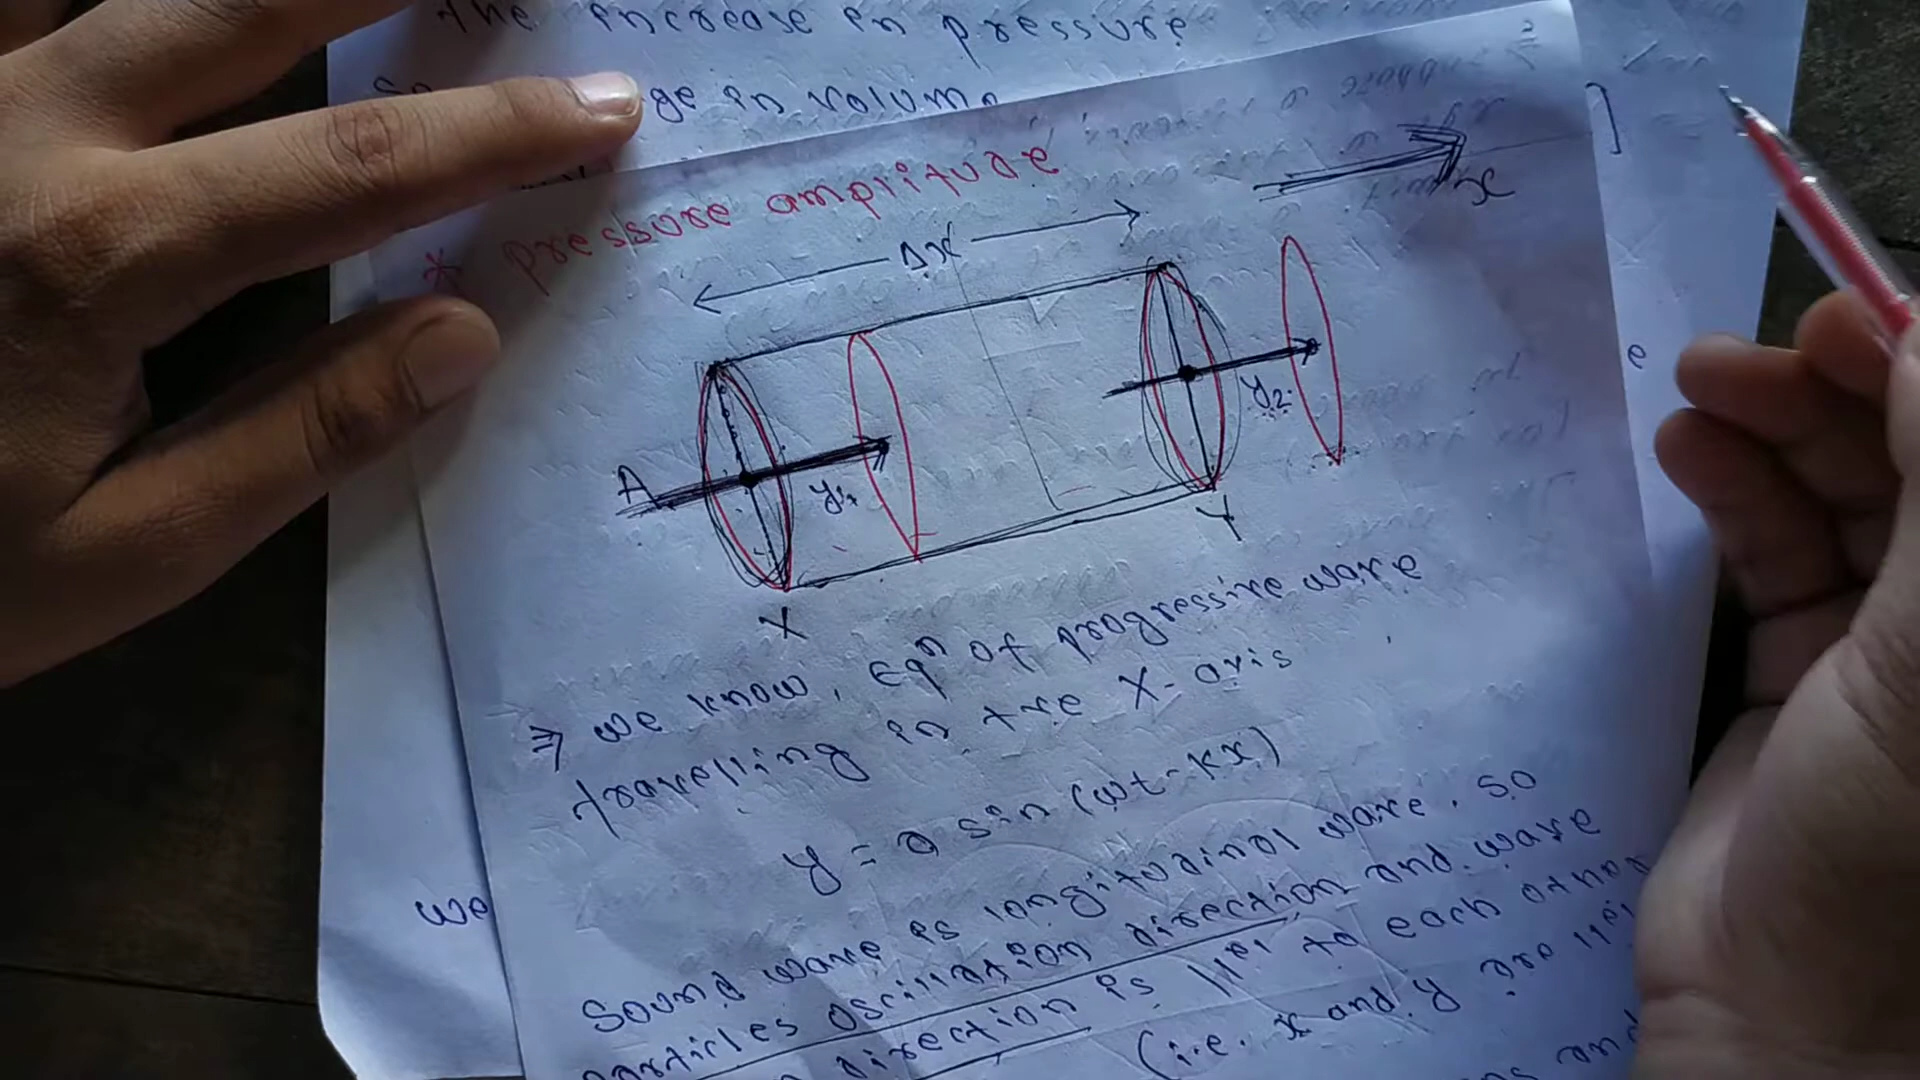 the increase in pressure
ge in volume
* pressure amplitude
Δx
x
A
y1
y2
X
Y
e
⇒ we know, Eqn of progressive wave
travelling in the X-axis
y = a sin (ωt - kx)
Sound wave is longitudinal wave. So
particles oscillation direction and wave
direction is ||el to each other
(i.e. x and y are ||el
we